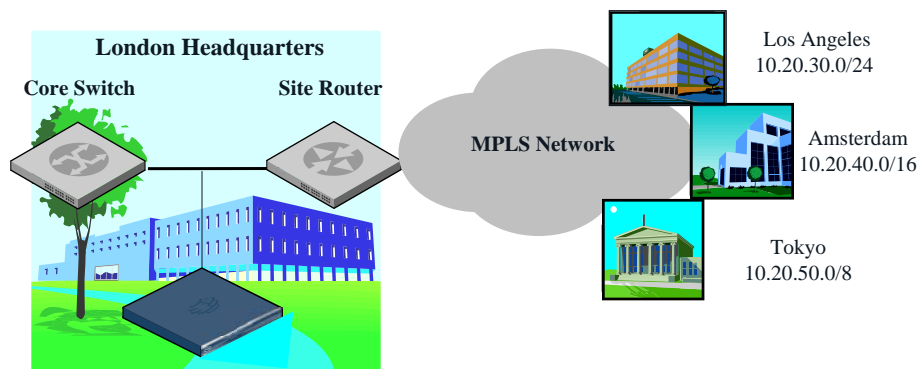 London Headquarters
Core Switch
Site Router
MPLS Network
Los Angeles
10.20.30.0/24
Amsterdam
10.20.40.0/16
Tokyo
10.20.50.0/8